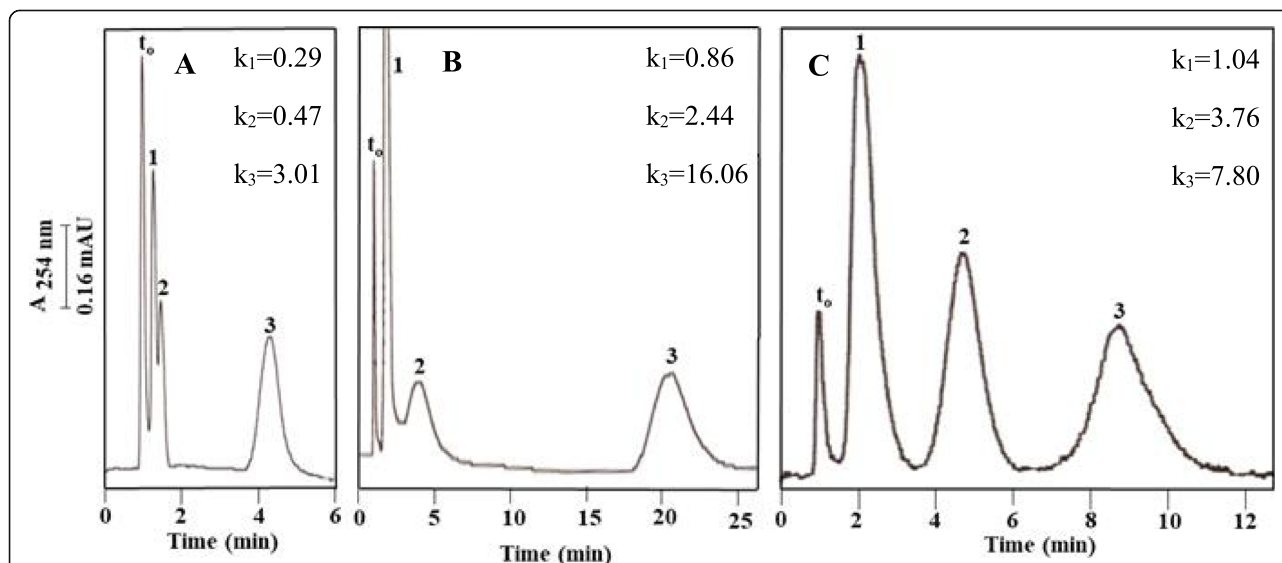 A
tₒ
1
2
3
k₁=0.29
k₂=0.47
k₃=3.01
A 254 nm
0.16 mAU
0 2 4 6
Time (min)
B
tₒ
1
2
3
k₁=0.86
k₂=2.44
k₃=16.06
0 5 10 15 20 25
Time (min)
C
tₒ
1
2
3
k₁=1.04
k₂=3.76
k₃=7.80
0 2 4 6 8 10 12
Time (min)